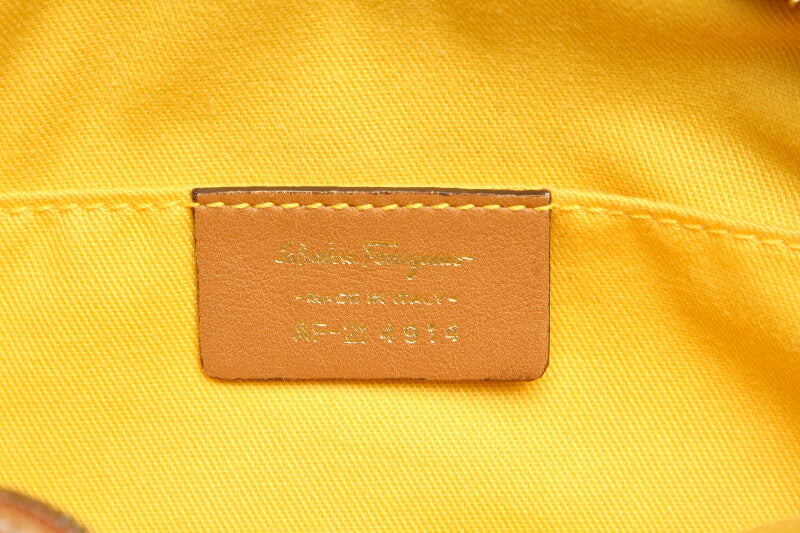 Salvatore Ferragamo
-MADE IN ITALY-
AF-21 4914